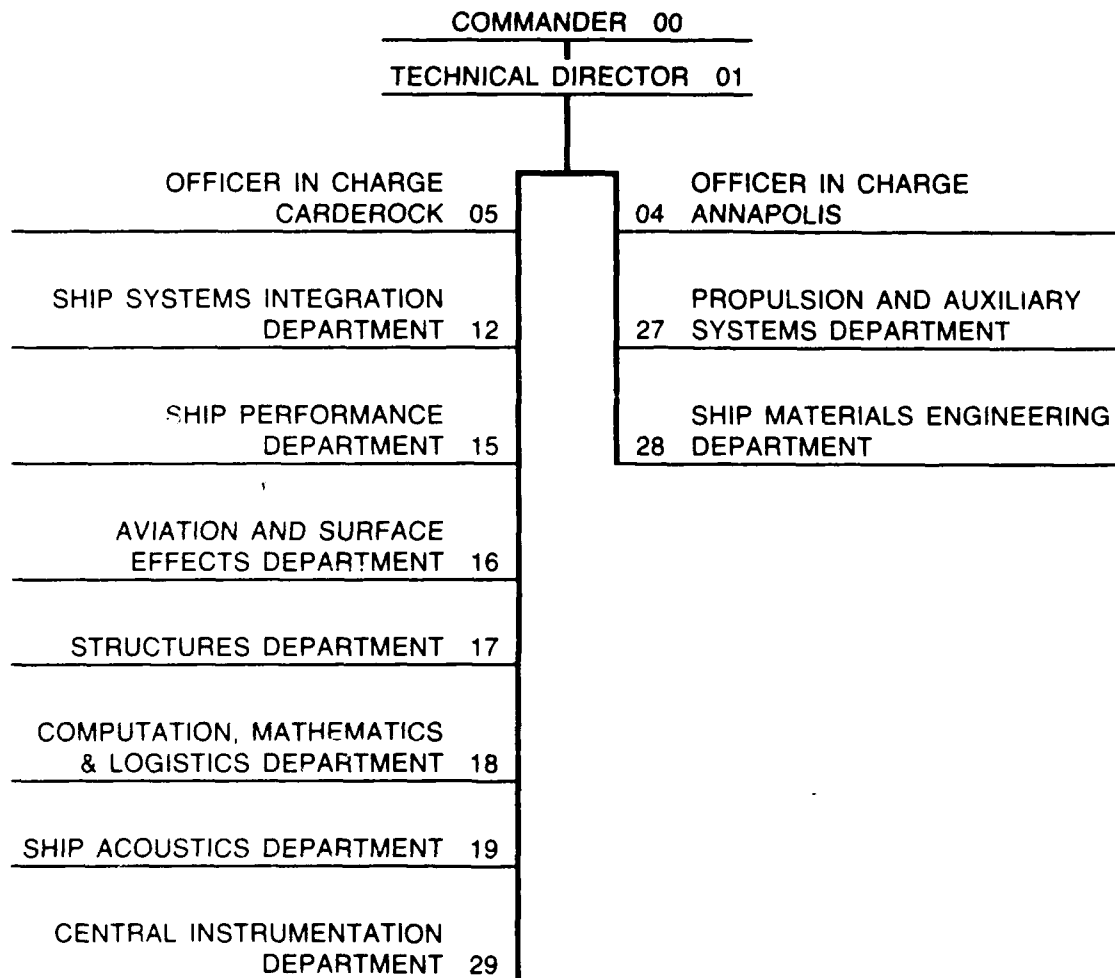 COMMANDER 00
TECHNICAL DIRECTOR 01
OFFICER IN CHARGE
CARDEROCK 05
OFFICER IN CHARGE
04 ANNAPOLIS
SHIP SYSTEMS INTEGRATION
DEPARTMENT 12
PROPULSION AND AUXILIARY
27 SYSTEMS DEPARTMENT
SHIP PERFORMANCE
DEPARTMENT 15
SHIP MATERIALS ENGINEERING
28 DEPARTMENT
AVIATION AND SURFACE
EFFECTS DEPARTMENT 16
STRUCTURES DEPARTMENT 17
COMPUTATION, MATHEMATICS
& LOGISTICS DEPARTMENT 18
SHIP ACOUSTICS DEPARTMENT 19
CENTRAL INSTRUMENTATION
DEPARTMENT 29